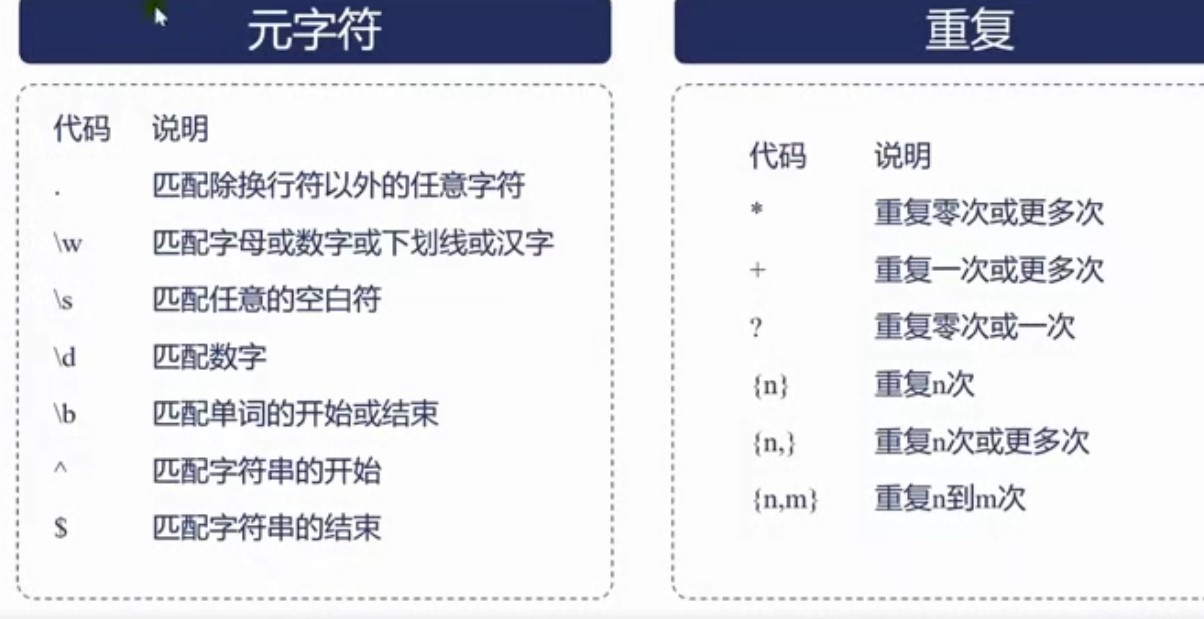 元字符
代码 说明
. 匹配除换行符以外的任意字符
\w 匹配字母或数字或下划线或汉字
\s 匹配任意的空白符
\d 匹配数字
\b 匹配单词的开始或结束
^ 匹配字符串的开始
$ 匹配字符串的结束
重复
代码 说明
* 重复零次或更多次
+ 重复一次或更多次
? 重复零次或一次
{n} 重复n次
{n,} 重复n次或更多次
{n,m} 重复n到m次